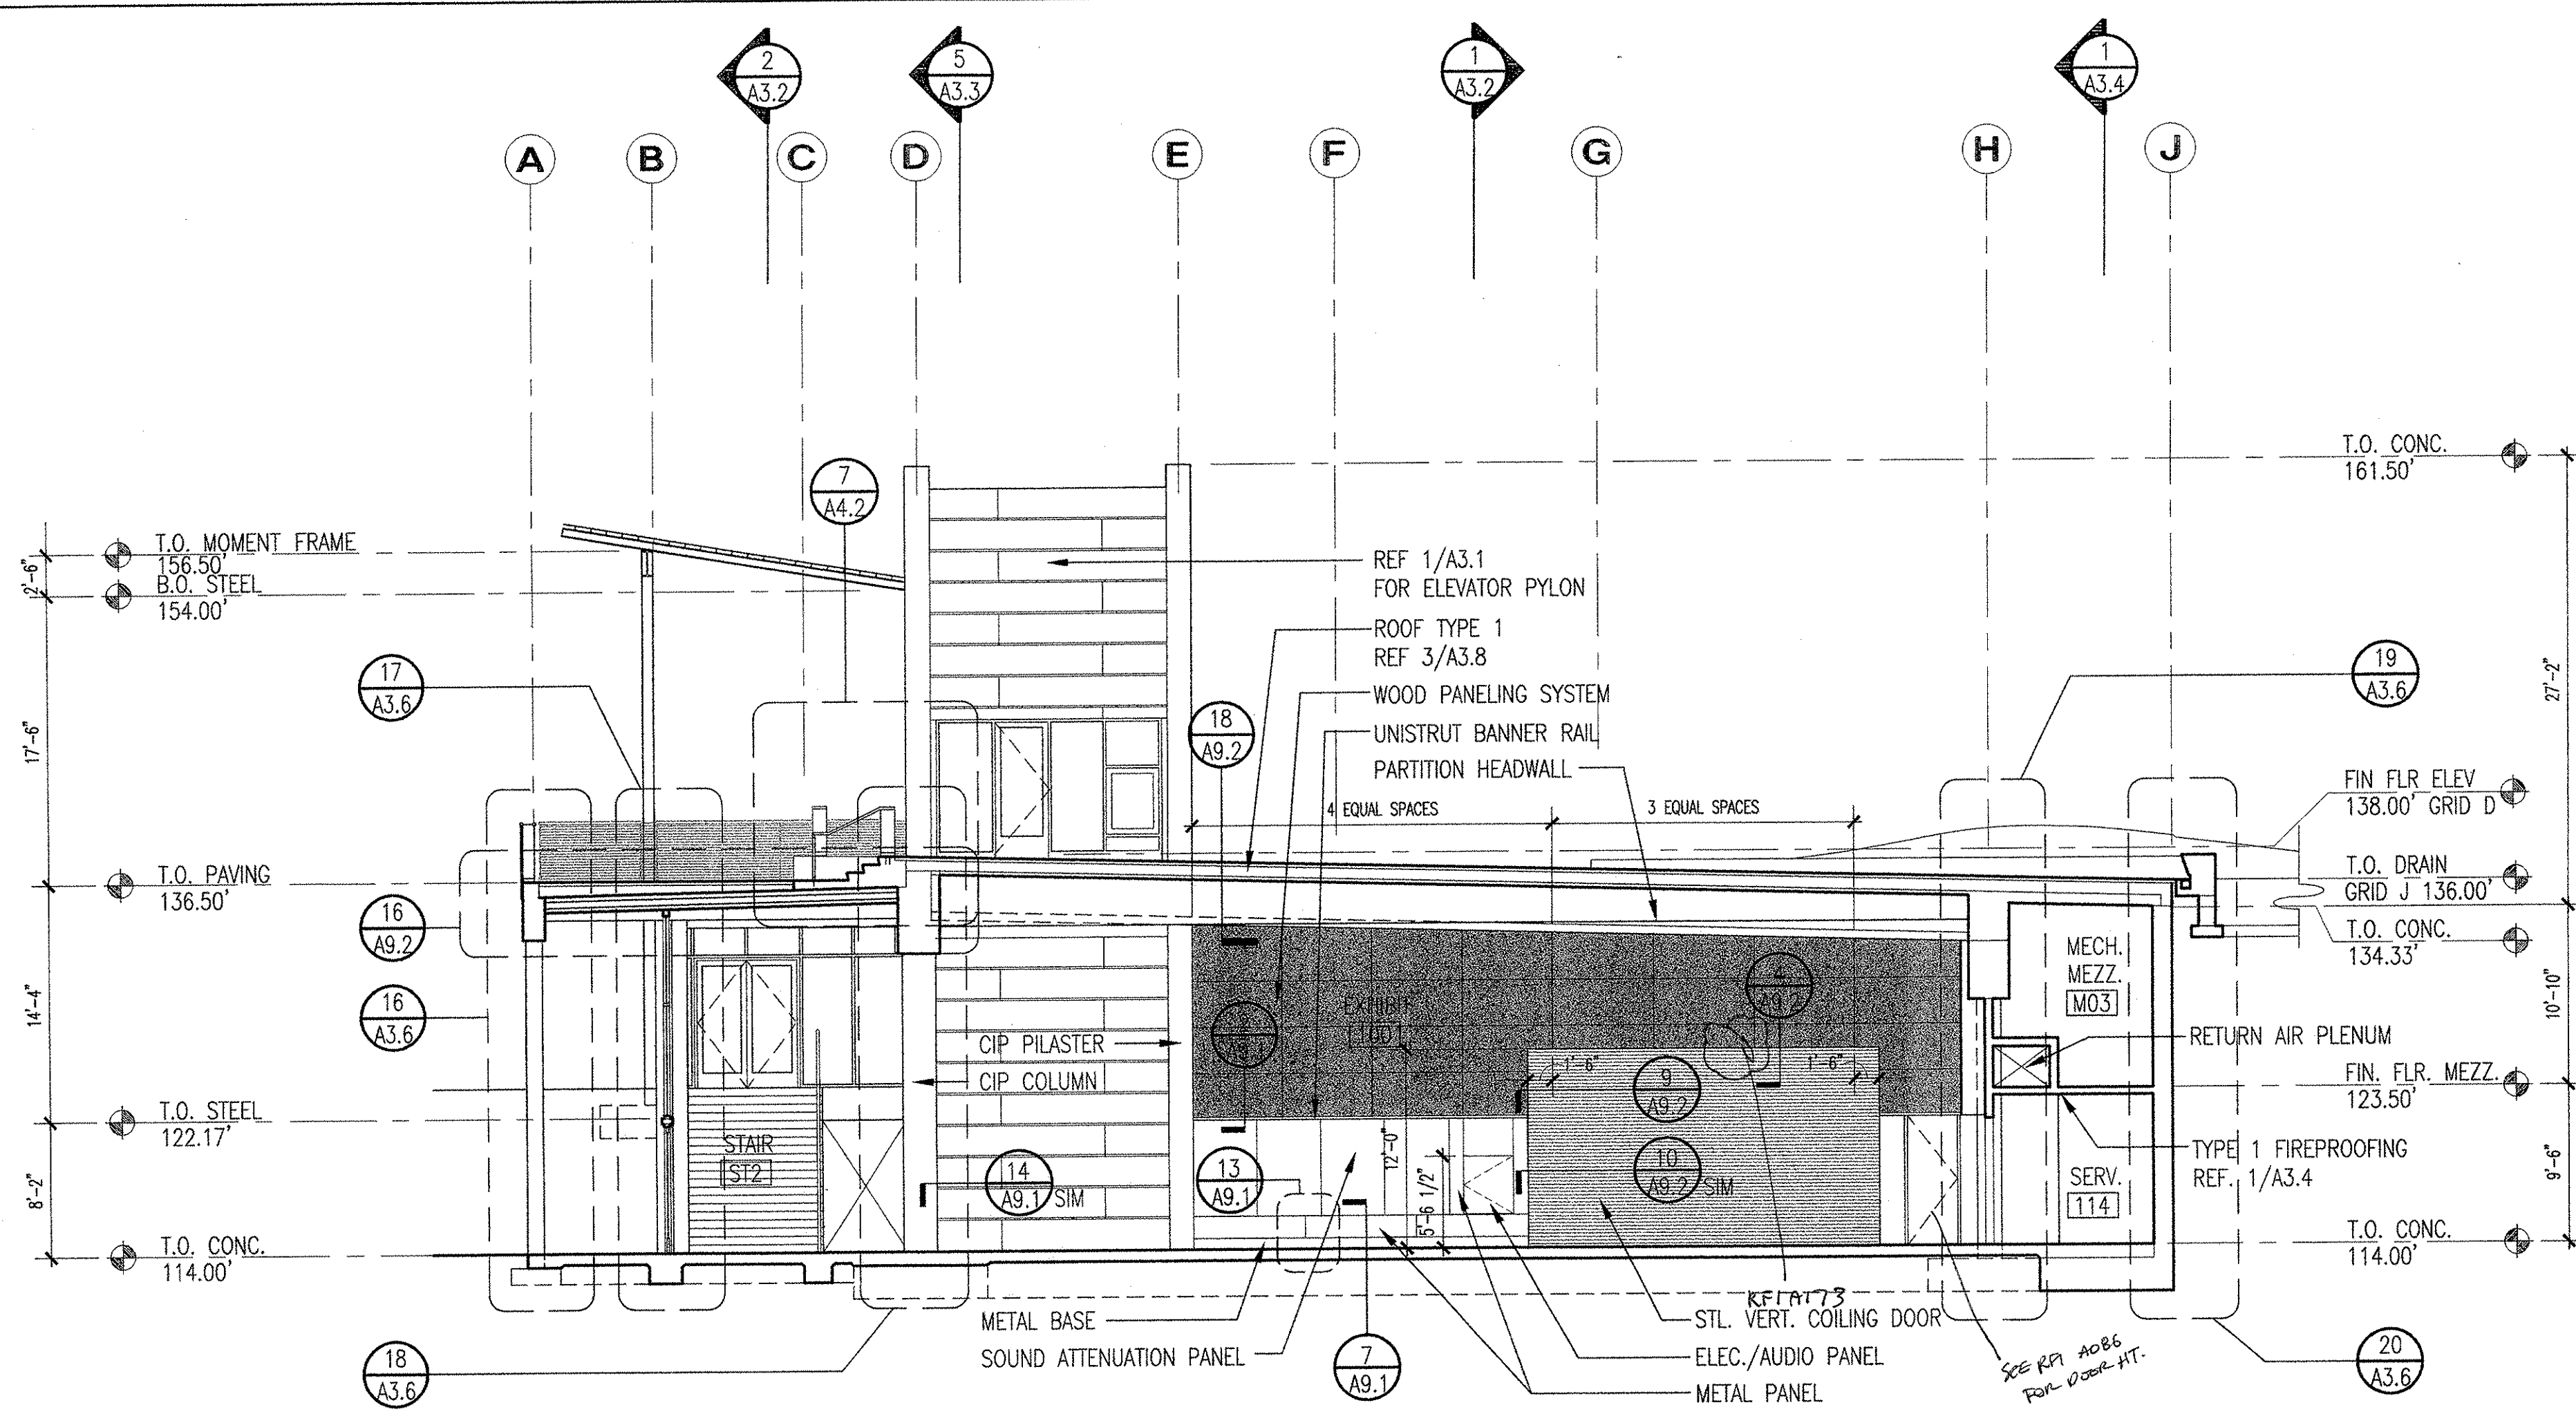 2
A3.2
5
A3.3
1
A3.2
1
A3.4
A
B
C
D
E
F
G
H
J
T.O. CONC.
161.50'
7
A4.2
T.O. MOMENT FRAME
156.50'
B.O. STEEL
154.00'
2'-6"
REF 1/A3.1
FOR ELEVATOR PYLON
ROOF TYPE 1
REF 3/A3.8
17
A3.6
WOOD PANELING SYSTEM
18
A9.2
UNISTRUT BANNER RAIL
PARTITION HEADWALL
19
A3.6
27'-2"
17'-6"
4 EQUAL SPACES
3 EQUAL SPACES
FIN FLR ELEV
138.00' GRID D
T.O. PAVING
136.50'
T.O. DRAIN
GRID J 136.00'
16
A9.2
T.O. CONC.
134.33'
MECH.
MEZZ.
M03
4
A9.2
EXHIBIT
100
14'-4"
10'-10"
16
A3.6
CIP PILASTER
RETURN AIR PLENUM
CIP COLUMN
1'-6"
9
A9.2
1'-6"
FIN. FLR. MEZZ.
123.50'
T.O. STEEL
122.17'
STAIR
ST2
12'-0"
TYPE 1 FIREPROOFING
REF. 1/A3.4
8'-2"
14
A9.1 SIM
13
A9.1
5'-6 1/2"
10
A9.2 SIM
SERV.
114
9'-6"
T.O. CONC.
114.00'
T.O. CONC.
114.00'
RFI A173
METAL BASE
STL. VERT. COILING DOOR
SOUND ATTENUATION PANEL
ELEC./AUDIO PANEL
METAL PANEL
18
A3.6
7
A9.1
SEE RFI A086
FOR DOOR HT.
20
A3.6